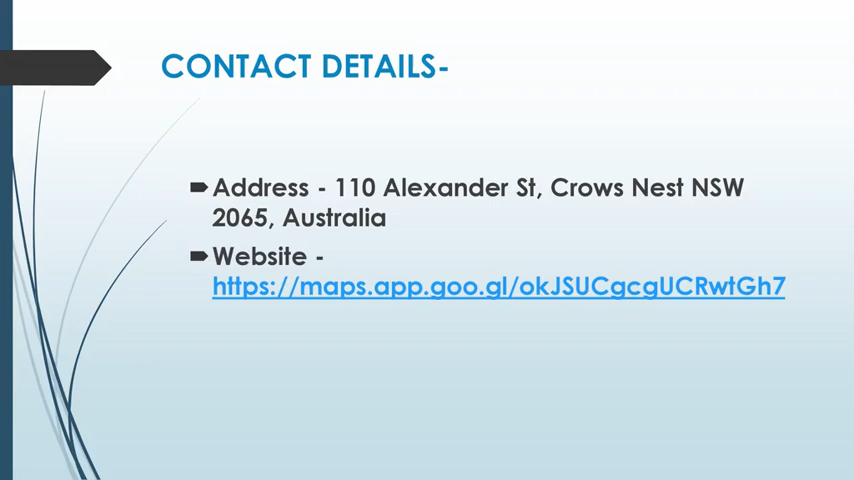 CONTACT DETAILS-
Address - 110 Alexander St, Crows Nest NSW
2065, Australia
Website -
https://maps.app.goo.gl/okJSUCgcgUCRwtGh7